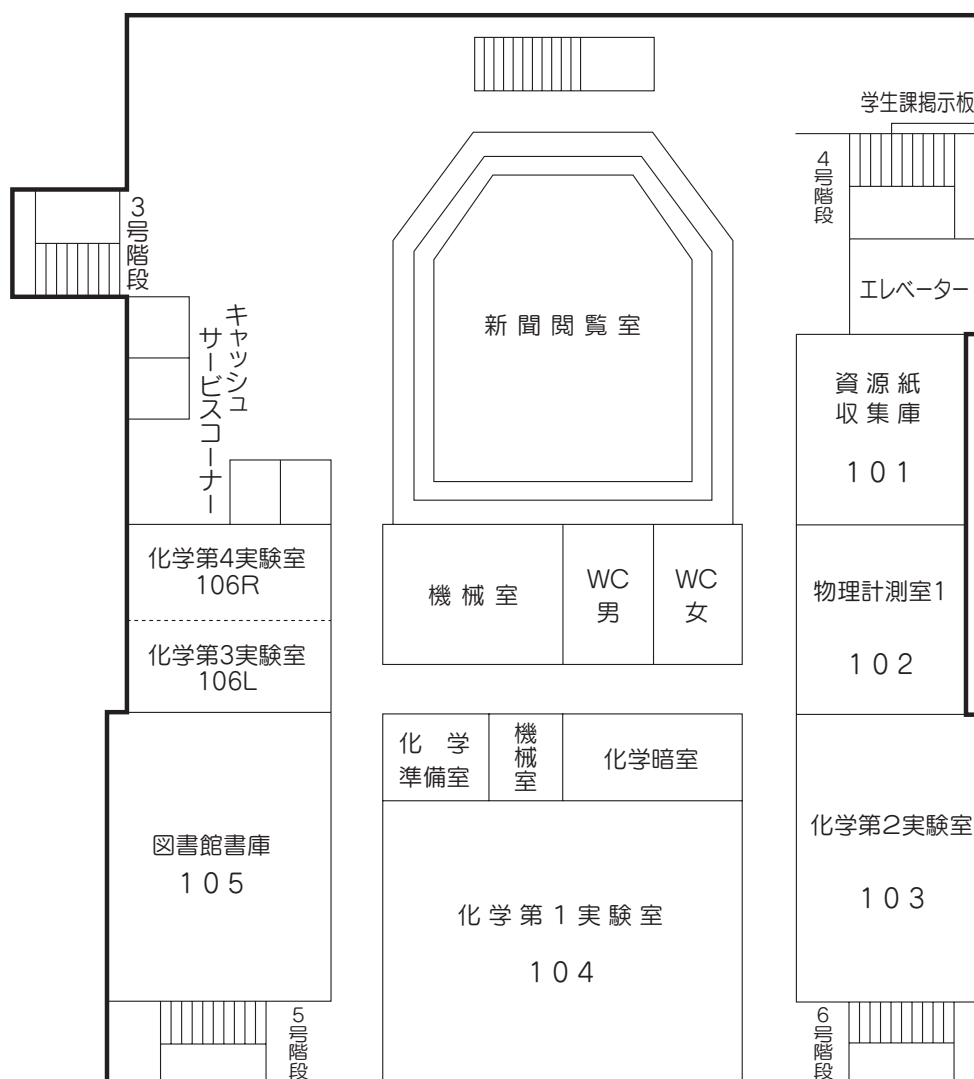 学生課掲示板
4号階段
3号階段
エレベーター
キャッシュ
サービスコーナー
新聞閲覧室
資源紙
収集庫
101
化学第4実験室
106R
機械室
WC
男
WC
女
物理計測室1
102
化学第3実験室
106L
化学
準備室
機械室
化学暗室
図書館書庫
105
化学第2実験室
103
化学第1実験室
104
5号階段
6号階段